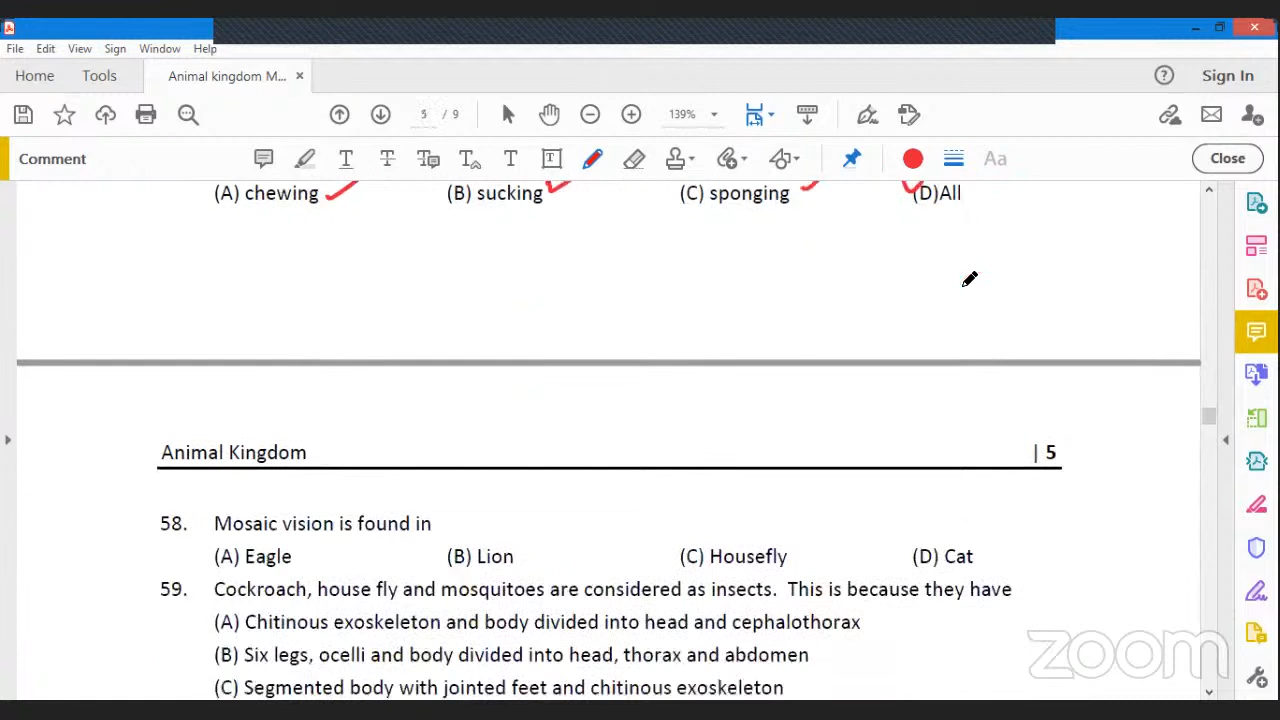 File Edit View Sign Window Help
Home Tools Animal kingdom M... × Sign In
5 / 9 139%
Comment Aa Close
(A) chewing (B) sucking (C) sponging (D)All
Animal Kingdom | 5
58. Mosaic vision is found in
(A) Eagle (B) Lion (C) Housefly (D) Cat
59. Cockroach, house fly and mosquitoes are considered as insects. This is because they have
(A) Chitinous exoskeleton and body divided into head and cephalothorax
(B) Six legs, ocelli and body divided into head, thorax and abdomen
(C) Segmented body with jointed feet and chitinous exoskeleton
zoom